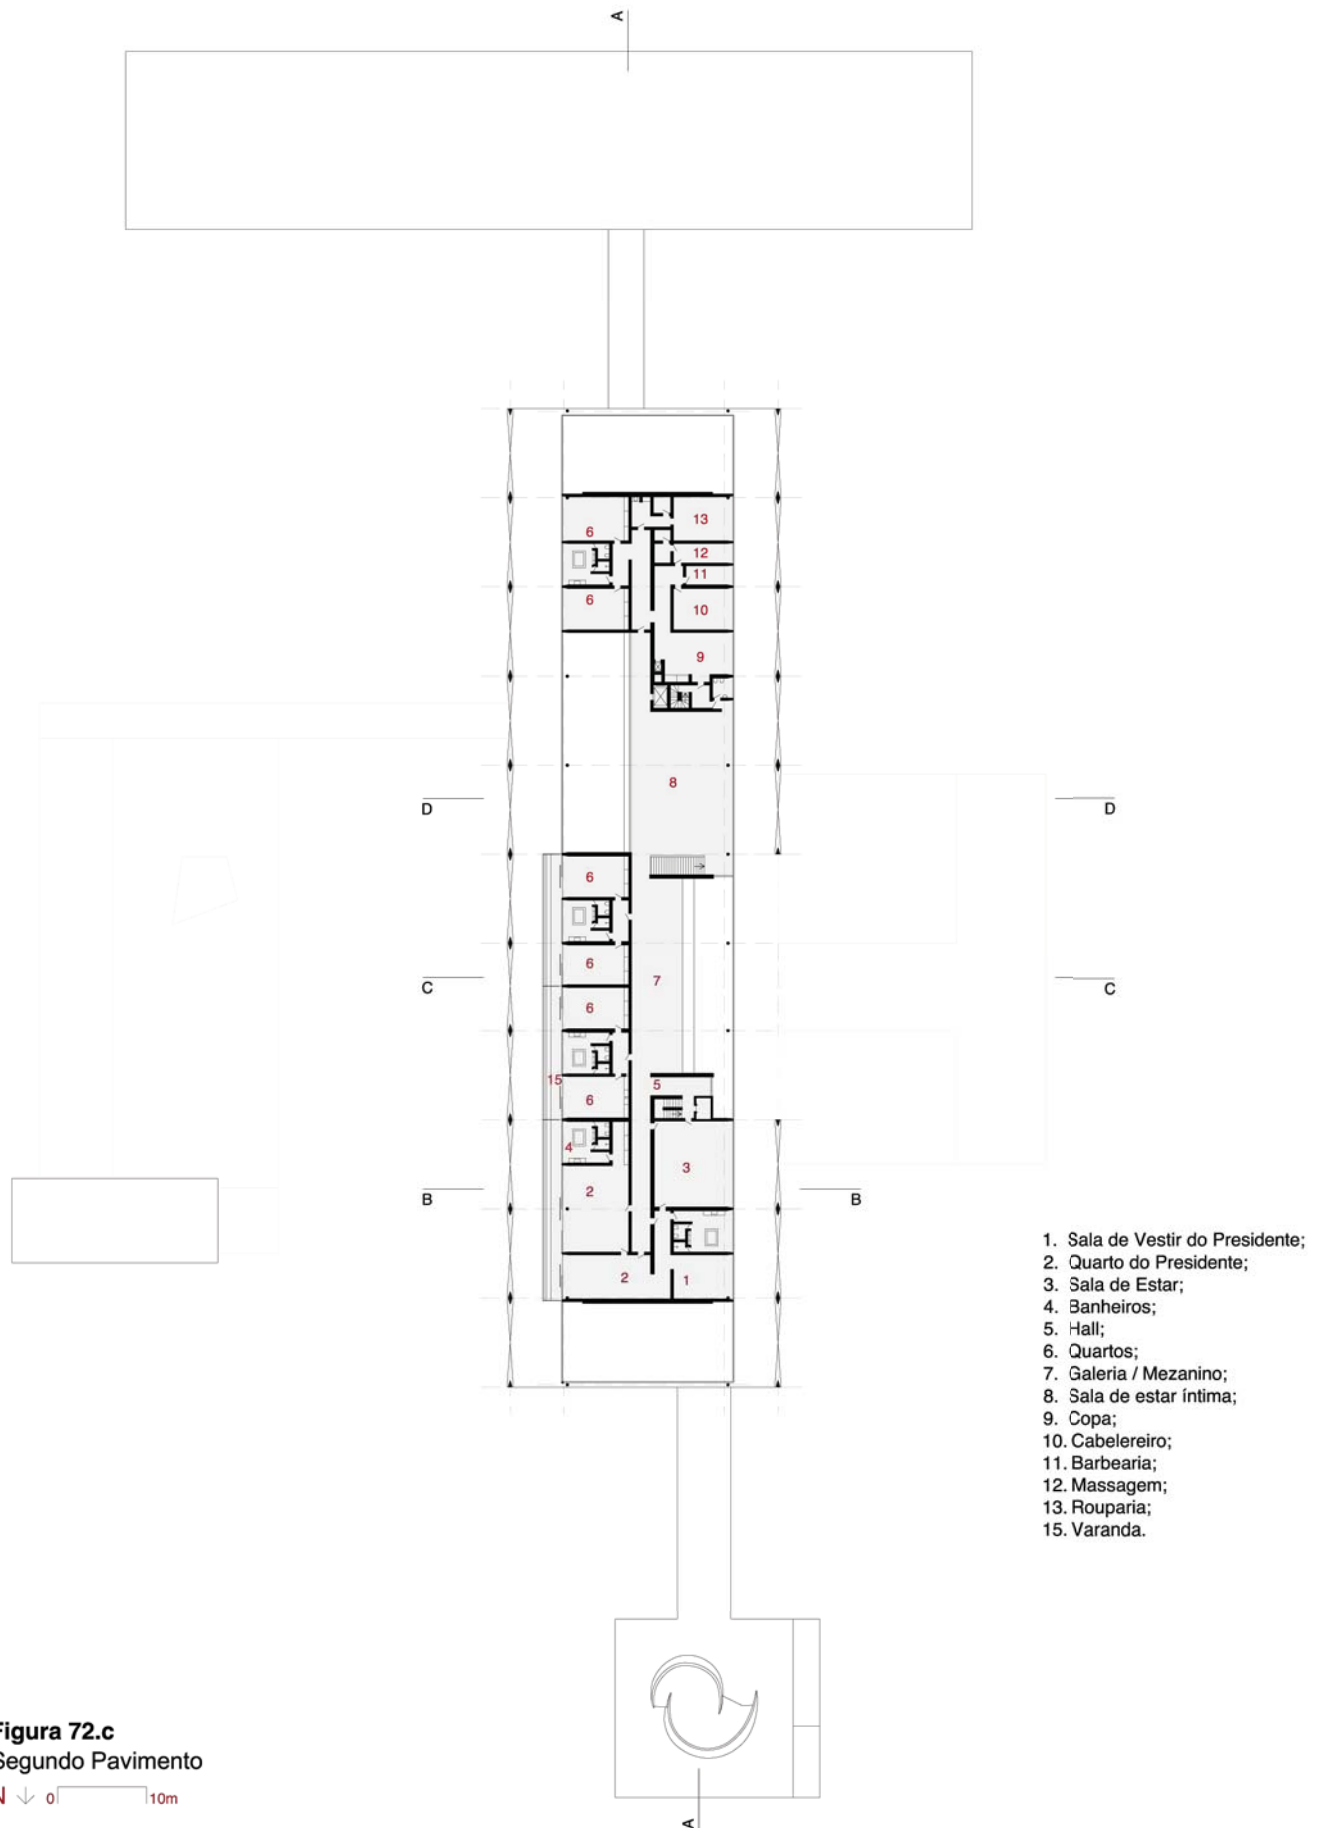 A
6
13
12
11
6
10
9
8
D
D
6
6
7
C
C
6
15
5
6
4
3
2
B
B
2
1
1. Sala de Vestir do Presidente;
2. Quarto do Presidente;
3. Sala de Estar;
4. Banheiros;
5. Hall;
6. Quartos;
7. Galeria / Mezanino;
8. Sala de estar íntima;
9. Copa;
10. Cabelereiro;
11. Barbearia;
12. Massagem;
13. Rouparia;
15. Varanda.
Figura 72.c
Segundo Pavimento
N 0 10m
A